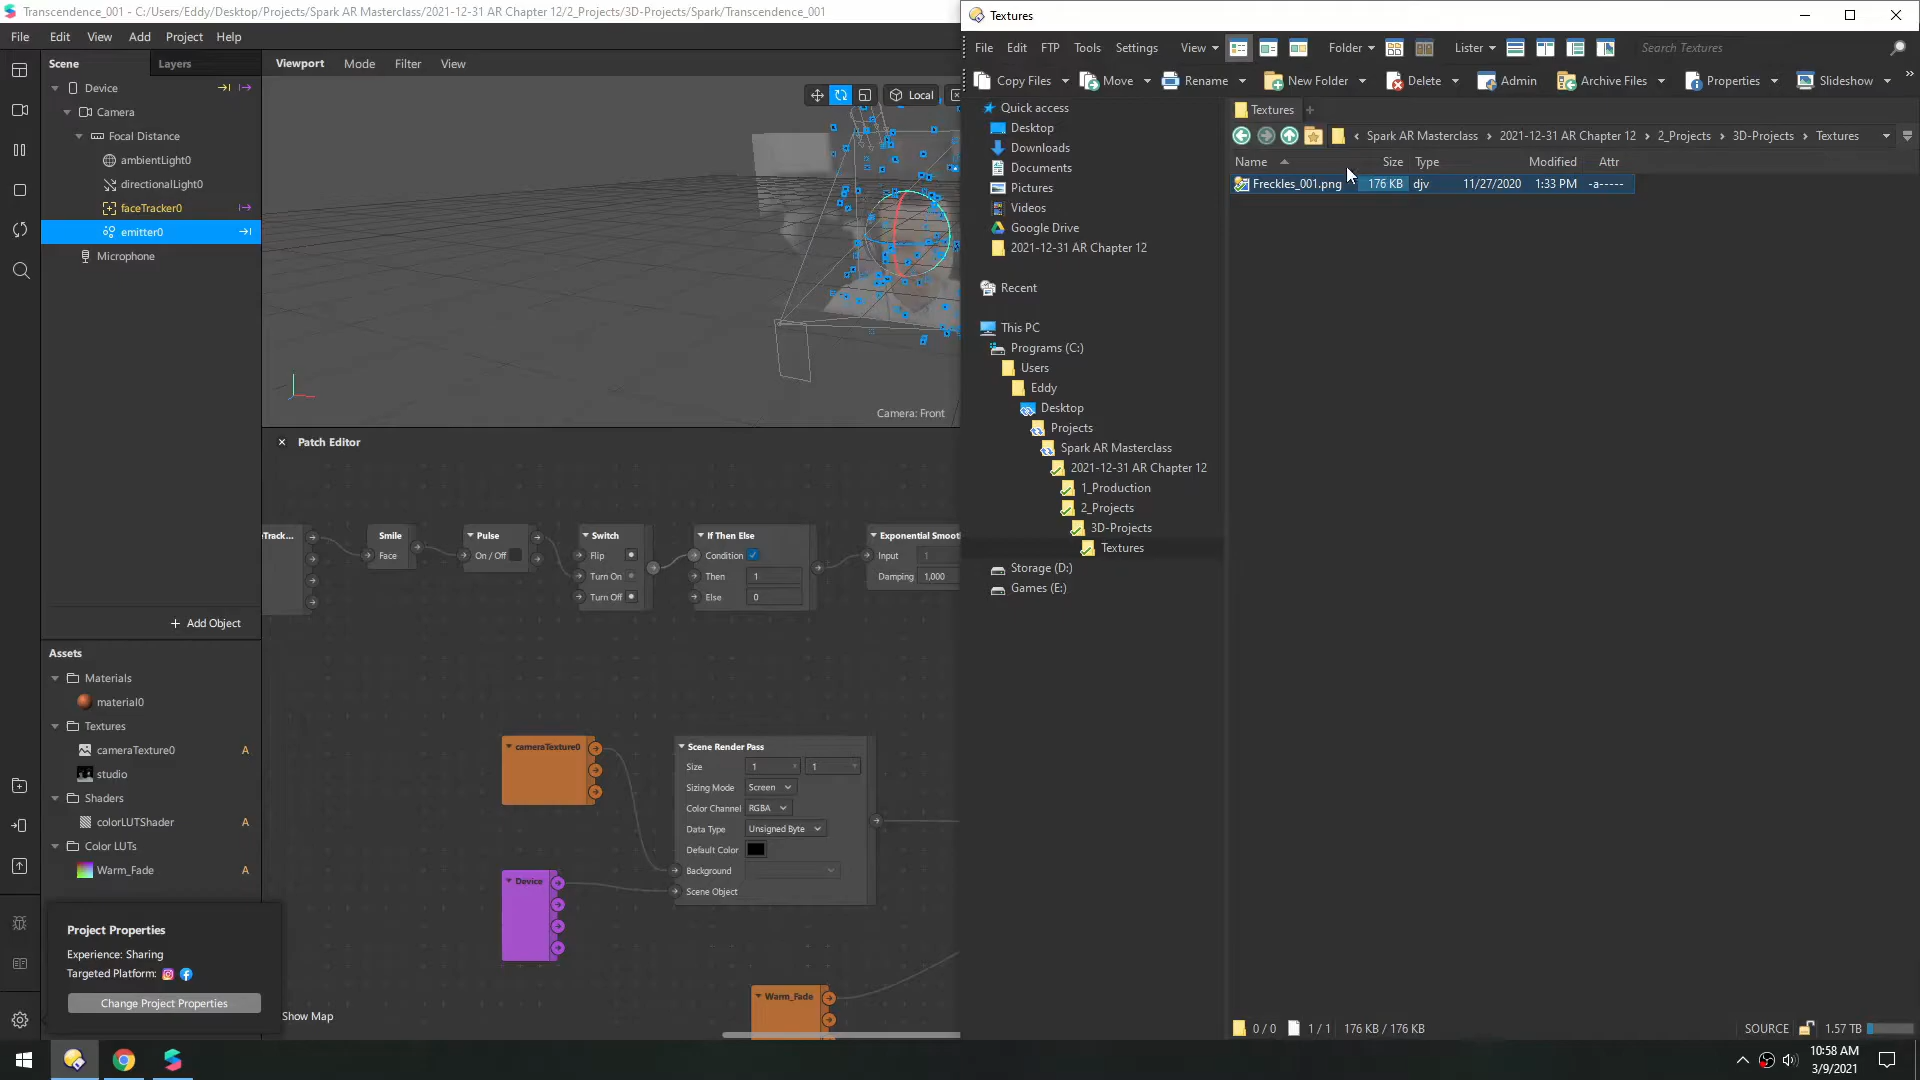 Transcendence_001 - C:/Users/Eddy/Desktop/Projects/Spark AR Masterclass/2021-12-31 AR Chapter 12/2_Projects/3D-Projects/Spark/Transcendence_001
File Edit View Add Project Help
Scene
Layers
Device
Camera
Focal Distance
ambientLight0
directionalLight0
faceTracker0
emitter0
Microphone
+ Add Object
Assets
Materials
material0
Textures
cameraTexture0 A
studio
Shaders
colorLUTShader A
Color LUTs
Warm_Fade A
Project Properties
Experience: Sharing
Targeted Platform:
Change Project Properties
Viewport Mode Filter View
Local
Camera: Front
× Patch Editor
eTrack...
Smile
Face
Pulse
On / Off
Switch
Flip
Turn On
Turn Off
If Then Else
Condition
Then 1
Else 0
Exponential Smoot
Input 1
Damping 1,000
cameraTexture0
Device
Scene Render Pass
Size 1 1
Sizing Mode Screen
Color Channel RGBA
Data Type Unsigned Byte
Default Color
Background
Scene Object
Warm_Fade
Show Map
Textures
File Edit FTP Tools Settings View Folder Lister Search Textures
Copy Files Move Rename New Folder Delete Admin Archive Files Properties Slideshow »
Quick access
Desktop
Downloads
Documents
Pictures
Videos
Google Drive
2021-12-31 AR Chapter 12
Recent
This PC
Programs (C:)
Users
Eddy
Desktop
Projects
Spark AR Masterclass
2021-12-31 AR Chapter 12
1_Production
2_Projects
3D-Projects
Textures
Storage (D:)
Games (E:)
Textures +
Spark AR Masterclass 2021-12-31 AR Chapter 12 2_Projects 3D-Projects Textures
Name Size Type Modified Attr
Freckles_001.png 176 KB djv 11/27/2020 1:33 PM -a-----
0 / 0 1 / 1 176 KB / 176 KB SOURCE 1.57 TB
10:58 AM
3/9/2021